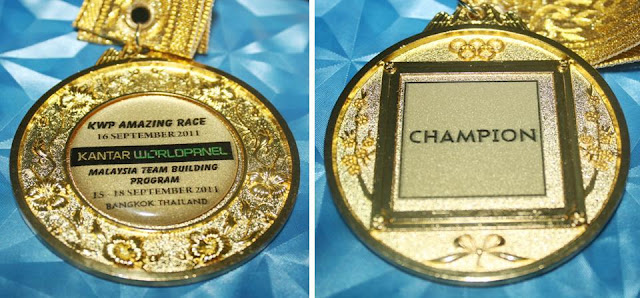 KWP AMAZING RACE
16 SEPTEMBER 2011
KANTAR WORLDPANEL
MALAYSIA TEAM BUILDING
PROGRAM
15 - 18 SEPTEMBER 2011
BANGKOK, THAILAND
CHAMPION